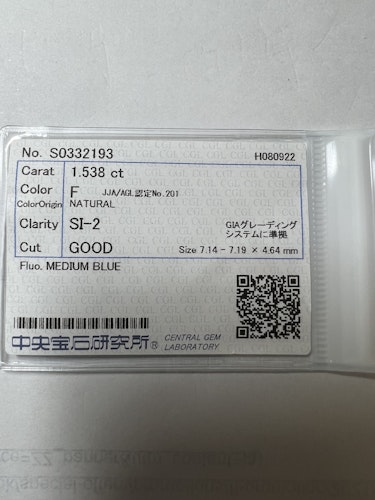 No. S0332193 H080922
Carat 1.538 ct
Color F JJA/AGL認定No.201
ColorOrigin NATURAL
Clarity SI-2 GIAグレーディング
システムに準拠
Cut GOOD Size 7.14 - 7.19 × 4.64 mm
Fluo. MEDIUM BLUE
中央宝石研究所® CENTRAL GEM
LABORATORY